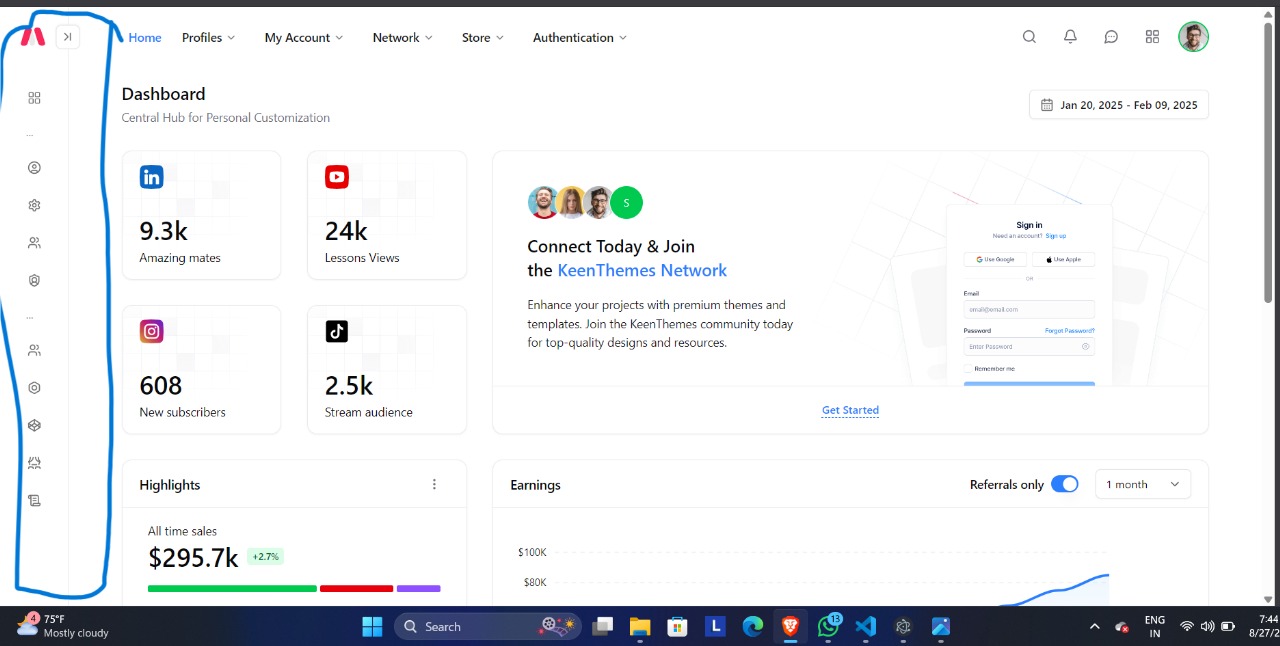 Home
Profiles
My Account
Network
Store
Authentication
Dashboard
Central Hub for Personal Customization
Jan 20, 2025 - Feb 09, 2025
...
...
in
9.3k
Amazing mates
24k
Lessons Views
608
New subscribers
2.5k
Stream audience
S
Connect Today & Join
the KeenThemes Network
Enhance your projects with premium themes and
templates. Join the KeenThemes community today
for top-quality designs and resources.
Sign in
Need an account? Sign up
Use Google
Use Apple
OR
Email
email@email.com
Password
Forgot Password?
Enter Password
Remember me
Get Started
Highlights
All time sales
$295.7k
+2.7%
Earnings
Referrals only
1 month
$100K
$80K
4
75°F
Mostly cloudy
Search
L
13
ENG
IN
7:44
8/27/2